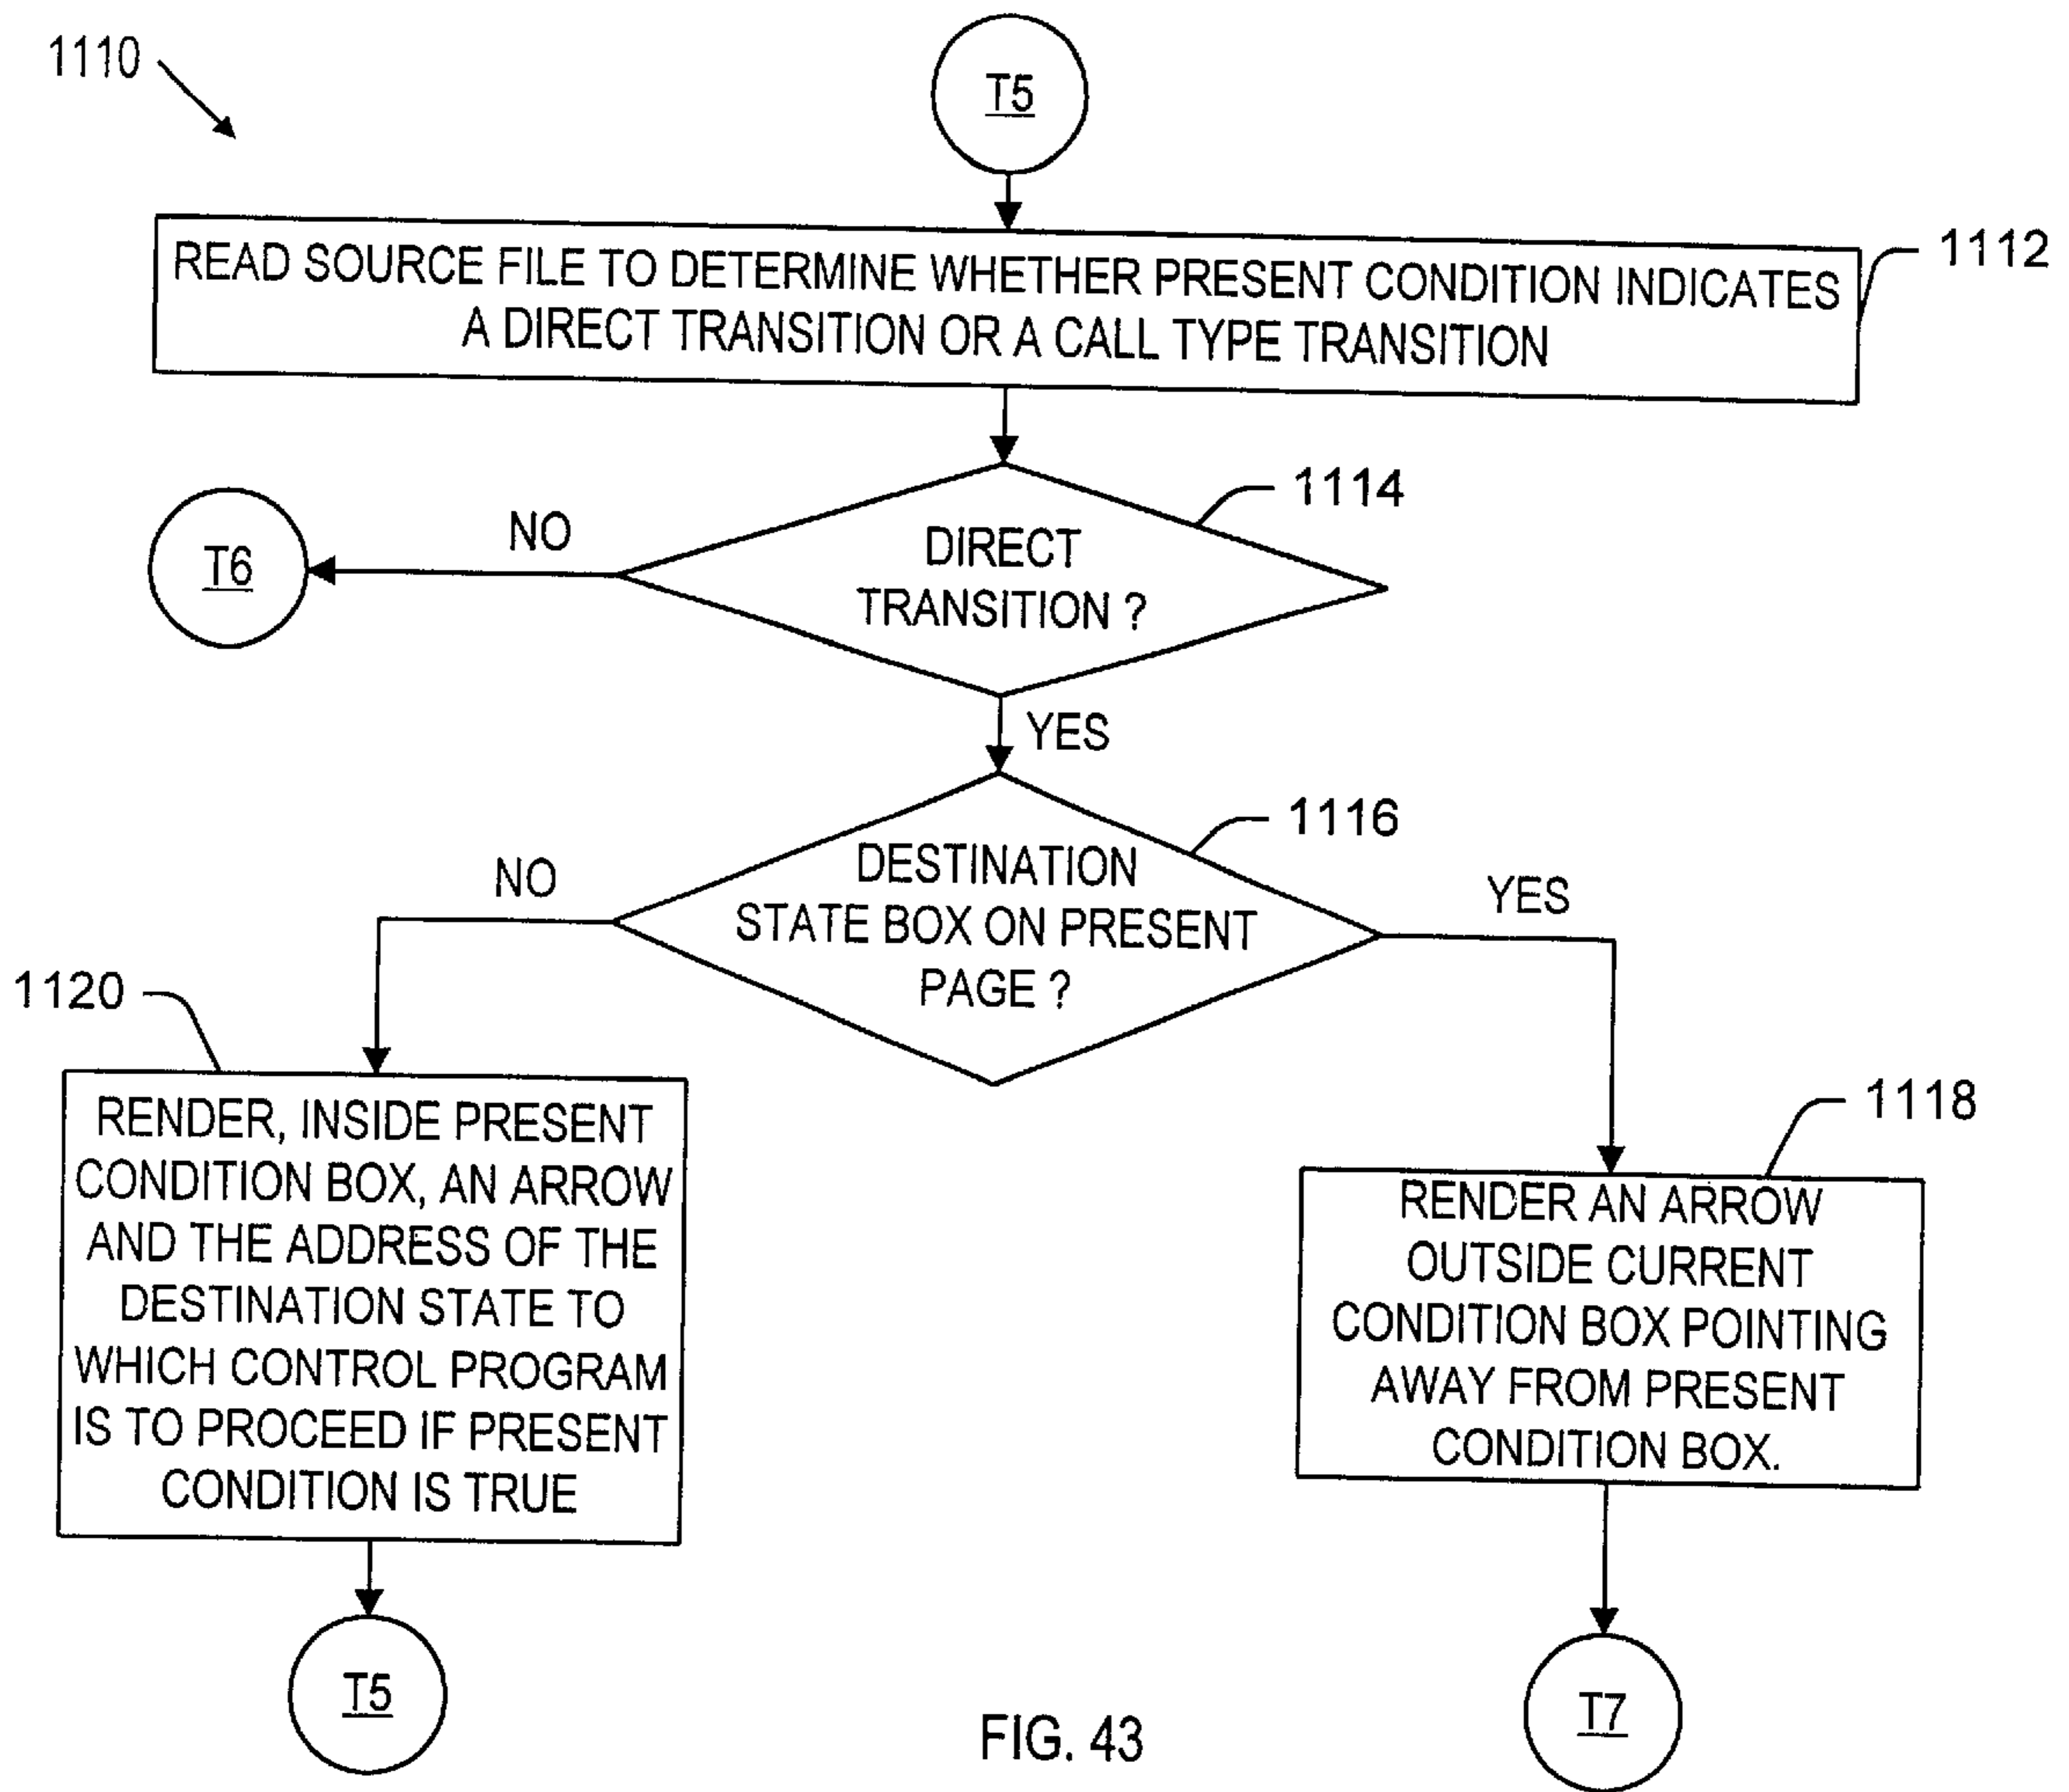 1110
T5
READ SOURCE FILE TO DETERMINE WHETHER PRESENT CONDITION INDICATES
A DIRECT TRANSITION OR A CALL TYPE TRANSITION
1112
1114
DIRECT
TRANSITION ?
NO
T6
YES
1116
DESTINATION
STATE BOX ON PRESENT
PAGE ?
NO
YES
1120
RENDER, INSIDE PRESENT
CONDITION BOX, AN ARROW
AND THE ADDRESS OF THE
DESTINATION STATE TO
WHICH CONTROL PROGRAM
IS TO PROCEED IF PRESENT
CONDITION IS TRUE
1118
RENDER AN ARROW
OUTSIDE CURRENT
CONDITION BOX POINTING
AWAY FROM PRESENT
CONDITION BOX.
T5
T7
FIG. 43